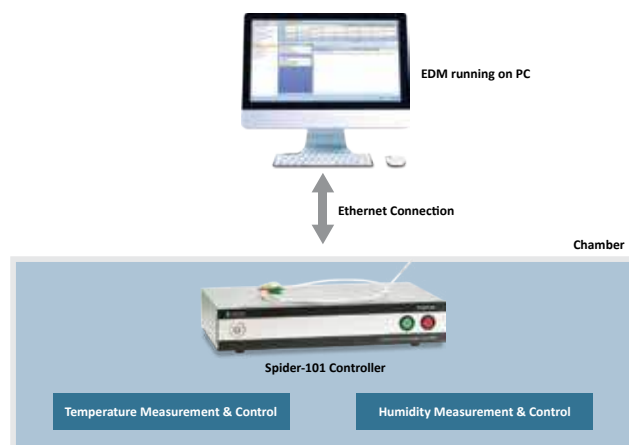 EDM running on PC
Ethernet Connection
Chamber
Spider-101 Controller
Temperature Measurement & Control
Humidity Measurement & Control